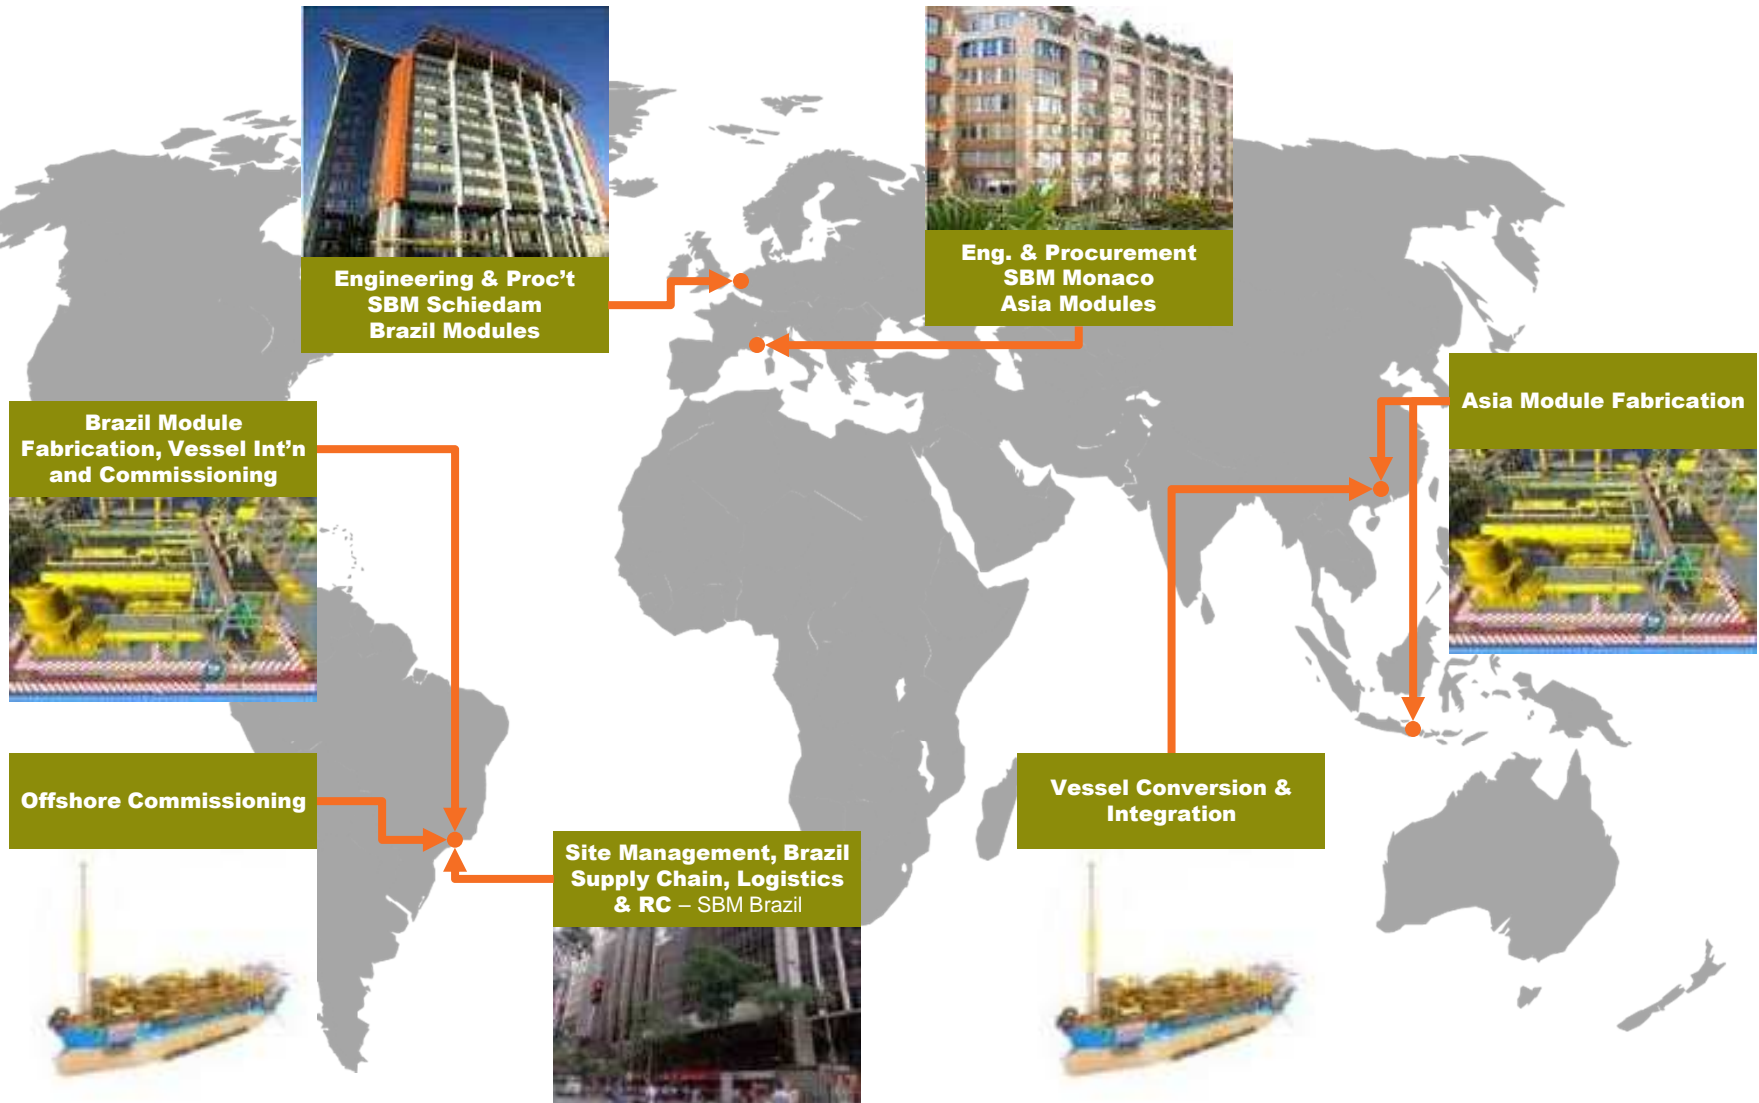 Engineering & Proc’t
SBM Schiedam
Brazil Modules
Eng. & Procurement
SBM Monaco
Asia Modules
Brazil Module
Fabrication, Vessel Int’n
and Commissioning
Asia Module Fabrication
Offshore Commissioning
Vessel Conversion &
Integration
Site Management, Brazil
Supply Chain, Logistics
& RC – SBM Brazil